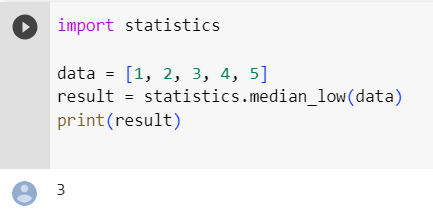 import statistics
data = [1, 2, 3, 4, 5]
result = statistics.median_low(data)
print(result)
3